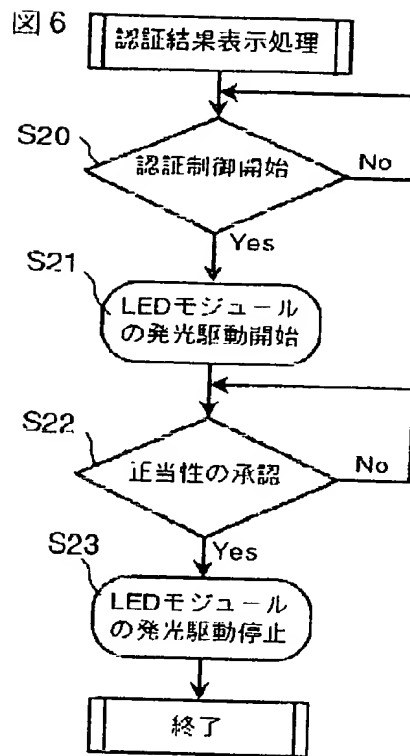 図6
認証結果表示処理
S20
認証制御開始
No
Yes
S21
LEDモジュール
の発光駆動開始
S22
正当性の承認
No
Yes
S23
LEDモジュール
の発光駆動停止
終了